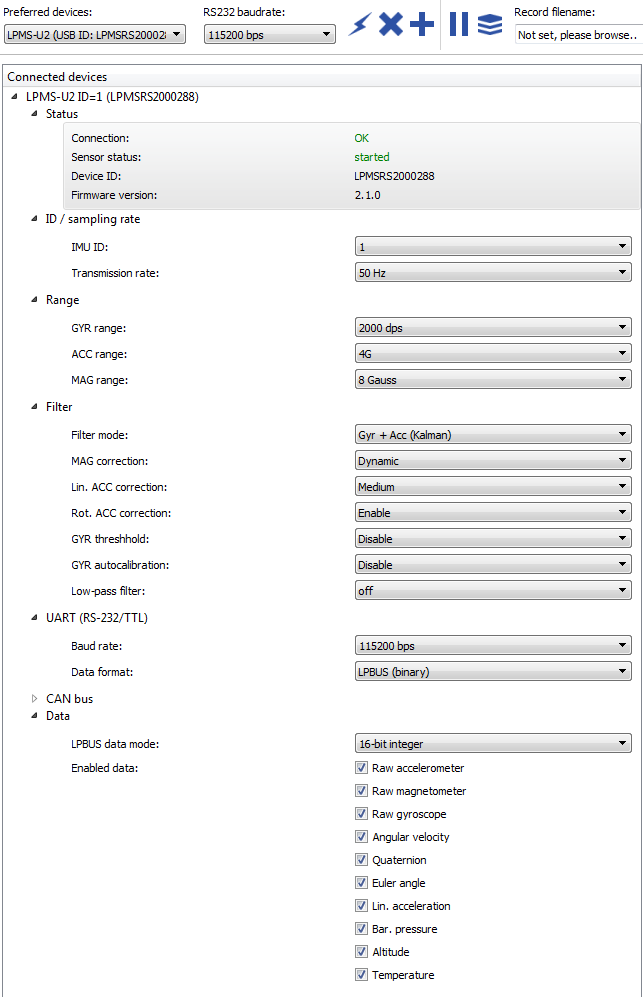 Preferred devices: RS232 baudrate: Record filename:
LPMS-U2 (USB ID: LPMSRS20002 115200 bps Not set, please browse..
Connected devices
LPMS-U2 ID=1 (LPMSRS2000288)
Status
Connection: OK
Sensor status: started
Device ID: LPMSRS2000288
Firmware version: 2.1.0
ID / sampling rate
IMU ID: 1
Transmission rate: 50 Hz
Range
GYR range: 2000 dps
ACC range: 4G
MAG range: 8 Gauss
Filter
Filter mode: Gyr + Acc (Kalman)
MAG correction: Dynamic
Lin. ACC correction: Medium
Rot. ACC correction: Enable
GYR threshhold: Disable
GYR autocalibration: Disable
Low-pass filter: off
UART (RS-232/TTL)
Baud rate: 115200 bps
Data format: LPBUS (binary)
CAN bus
Data
LPBUS data mode: 16-bit integer
Enabled data: Raw accelerometer
Raw magnetometer
Raw gyroscope
Angular velocity
Quaternion
Euler angle
Lin. acceleration
Bar. pressure
Altitude
Temperature